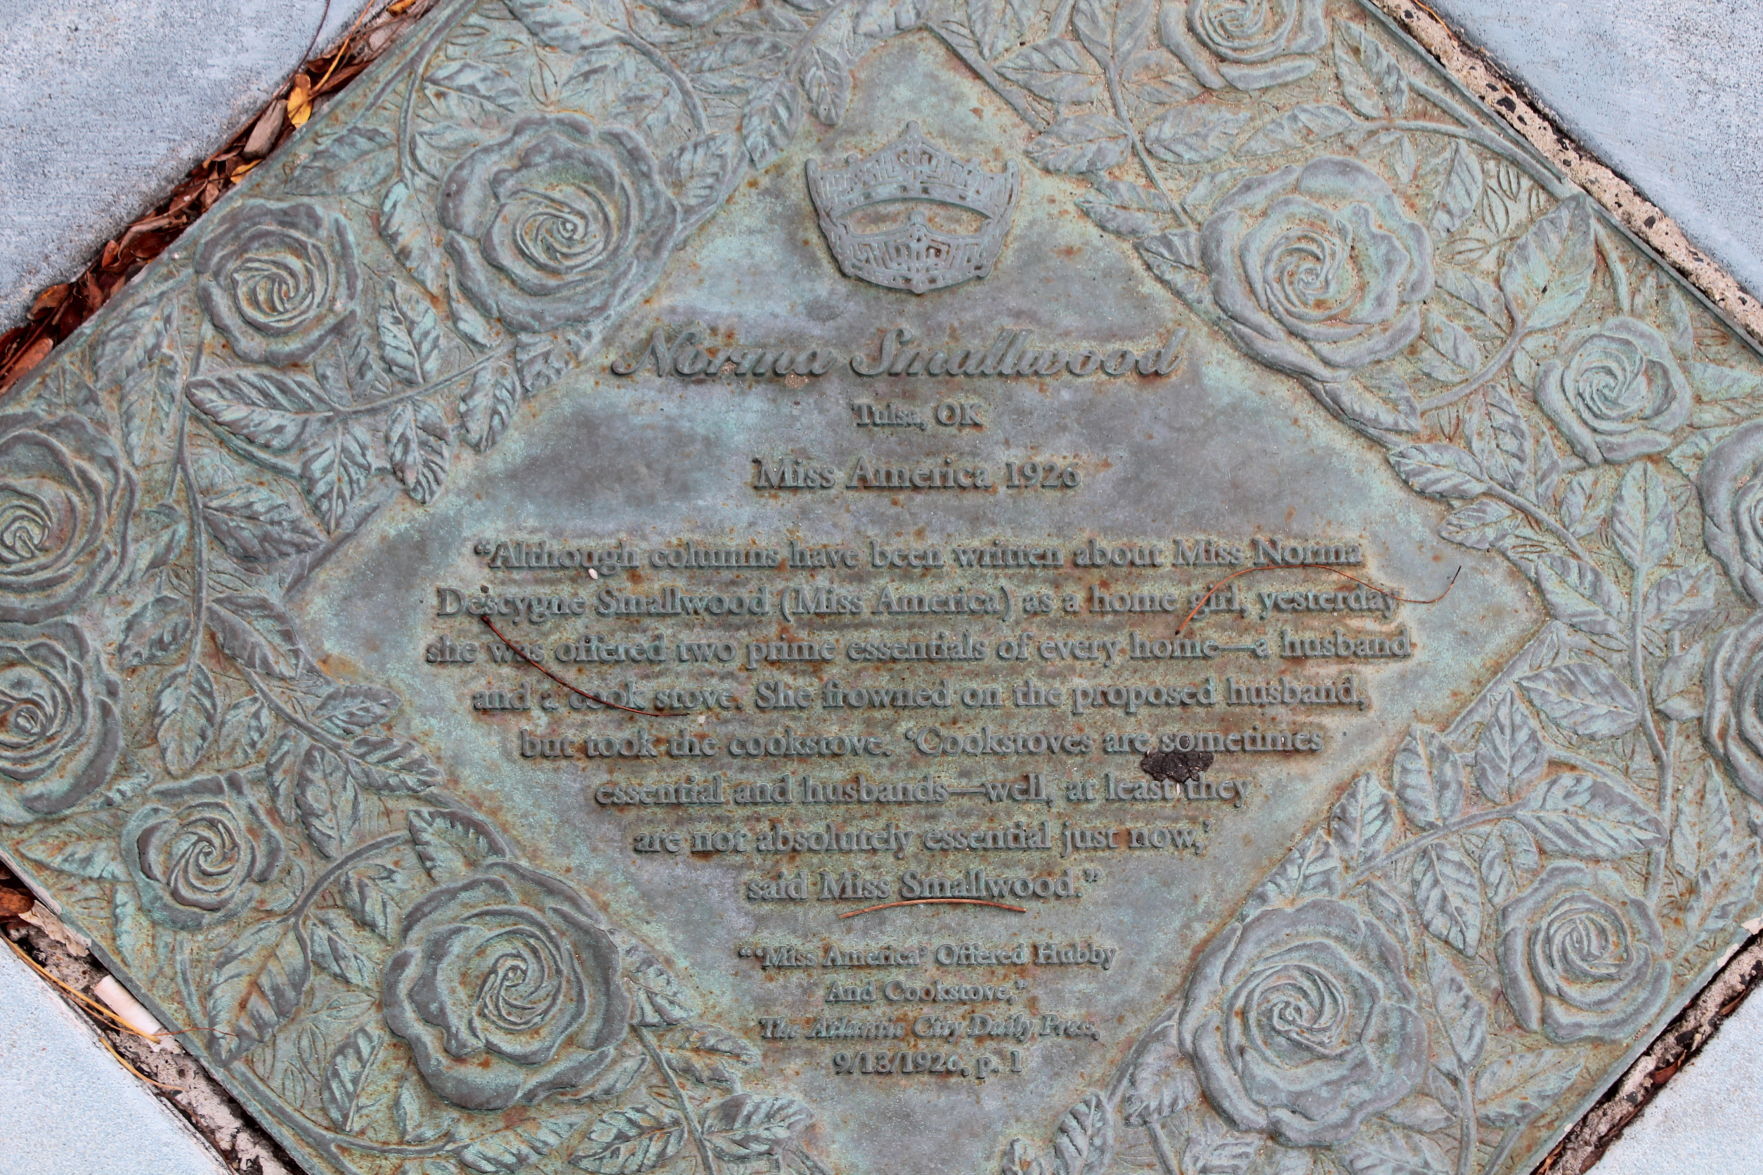 Norma Smallwood
Tulsa, OK
Miss America 1926
“Although columns have been written about Miss Norma
Descygne Smallwood (Miss America) as a home girl, yesterday
she was offered two prime essentials of every home—a husband
and a cook stove. She frowned on the proposed husband,
but took the cookstove. ‘Cookstoves are sometimes
essential and husbands—well, at least they
are not absolutely essential just now,’
said Miss Smallwood.”
“‘Miss America’ Offered Hubby
And Cookstove,”
The Atlantic City Daily Press,
9/13/1926, p. 1